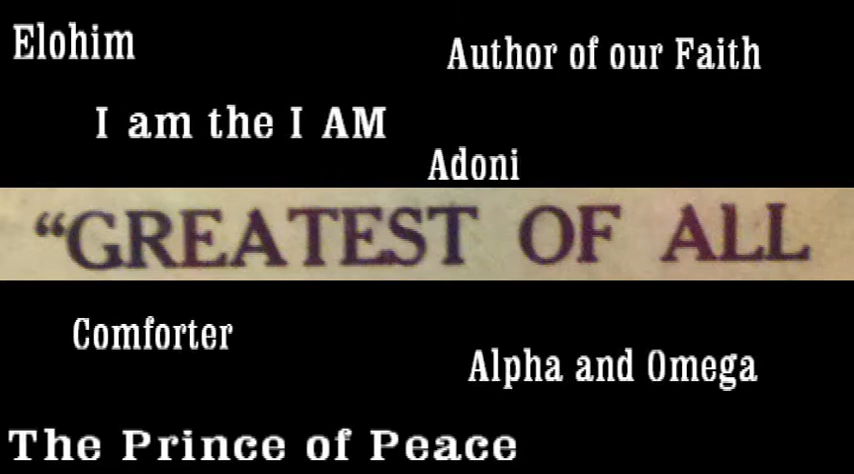 Elohim
Author of our Faith
I am the I AM
Adoni
“GREATEST OF ALL
Comforter
Alpha and Omega
The Prince of Peace